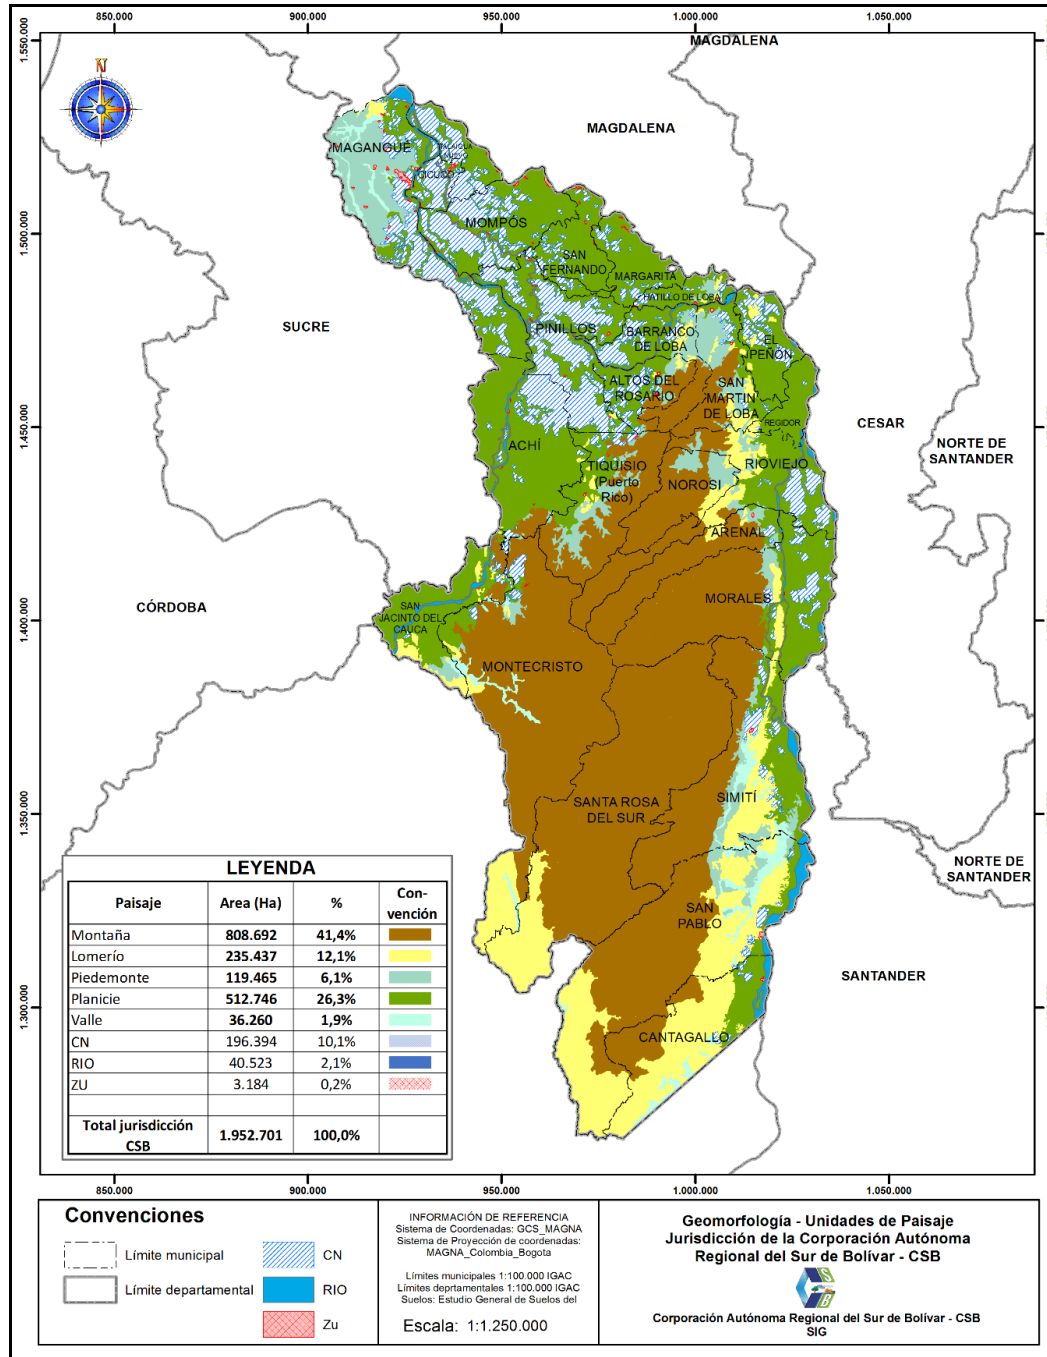 850.000 900.000 950.000 1.000.000 1.050.000
1.550.000
1.500.000
1.450.000
1.400.000
1.350.000
1.300.000
N
MAGDALENA
MAGDALENA
SUCRE
CÓRDOBA
CESAR
NORTE DE
SANTANDER
NORTE DE
SANTANDER
SANTANDER
MAGANGUÉ
TALAIGUA
NUEVO
CICUCO
MOMPÓS
SAN
FERNANDO
MARGARITA
HATILLO DE LOBA
PINILLOS
BARRANCO
DE LOBA
EL
PEÑÓN
ALTOS DEL
ROSARIO
SAN
MARTIN
DE LOBA
REGIDOR
ACHÍ
TIQUISIO
(Puerto
Rico)
NOROSI
RIOVIEJO
ARENAL
MORALES
SAN
JACINTO DEL
CAUCA
MONTECRISTO
SANTA ROSA
DEL SUR
SIMITÍ
SAN
PABLO
CANTAGALLO
LEYENDA
Paisaje Area (Ha) % Con-
vención
Montaña 808.692 41,4%
Lomerío 235.437 12,1%
Piedemonte 119.465 6,1%
Planicie 512.746 26,3%
Valle 36.260 1,9%
CN 196.394 10,1%
RIO 40.523 2,1%
ZU 3.184 0,2%
Total jurisdicción
CSB 1.952.701 100,0%
850.000 900.000 950.000 1.000.000 1.050.000
Convenciones
Límite municipal
Límite departamental
CN
RIO
Zu
INFORMACIÓN DE REFERENCIA
Sistema de Coordenadas: GCS_MAGNA
Sistema de Proyección de coordenadas:
MAGNA_Colombia_Bogota
Límites municipales 1:100.000 IGAC
Límites deprtamentales 1:100.000 IGAC
Suelos: Estudio General de Suelos del
Escala: 1:1.250.000
Geomorfología - Unidades de Paisaje
Jurisdicción de la Corporación Autónoma
Regional del Sur de Bolívar - CSB
CSB
Corporación Autónoma Regional del Sur de Bolívar - CSB
SIG